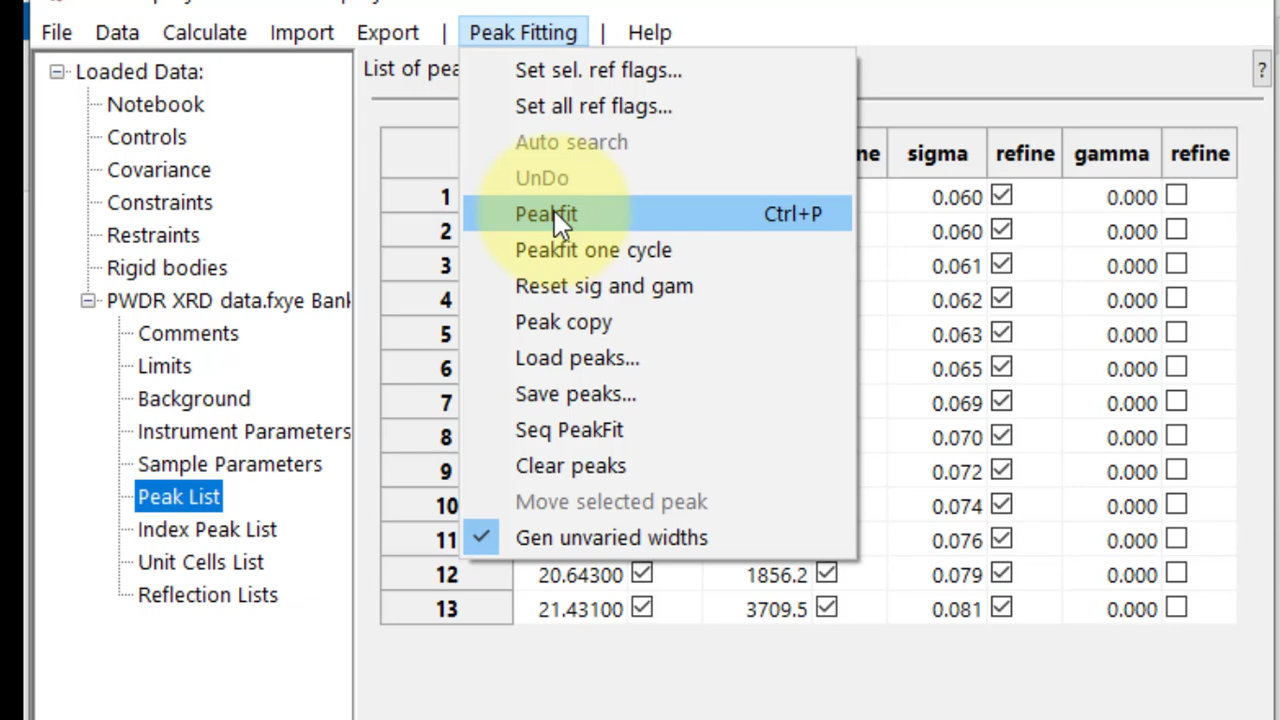 File Data Calculate Import Export | Peak Fitting | Help
Loaded Data:
Notebook
Controls
Covariance
Constraints
Restraints
Rigid bodies
PWDR XRD data.fxye Bank
Comments
Limits
Background
Instrument Parameters
Sample Parameters
Peak List
Index Peak List
Unit Cells List
Reflection Lists
List of pea
?
Set sel. ref flags...
Set all ref flags...
Auto search
UnDo
Peakfit Ctrl+P
Peakfit one cycle
Reset sig and gam
Peak copy
Load peaks...
Save peaks...
Seq PeakFit
Clear peaks
Move selected peak
Gen unvaried widths
ne sigma refine gamma refine
1 0.060 0.000
2 0.060 0.000
3 0.061 0.000
4 0.062 0.000
5 0.063 0.000
6 0.065 0.000
7 0.069 0.000
8 0.070 0.000
9 0.072 0.000
10 0.074 0.000
11 0.076 0.000
12 20.64300 1856.2 0.079 0.000
13 21.43100 3709.5 0.081 0.000